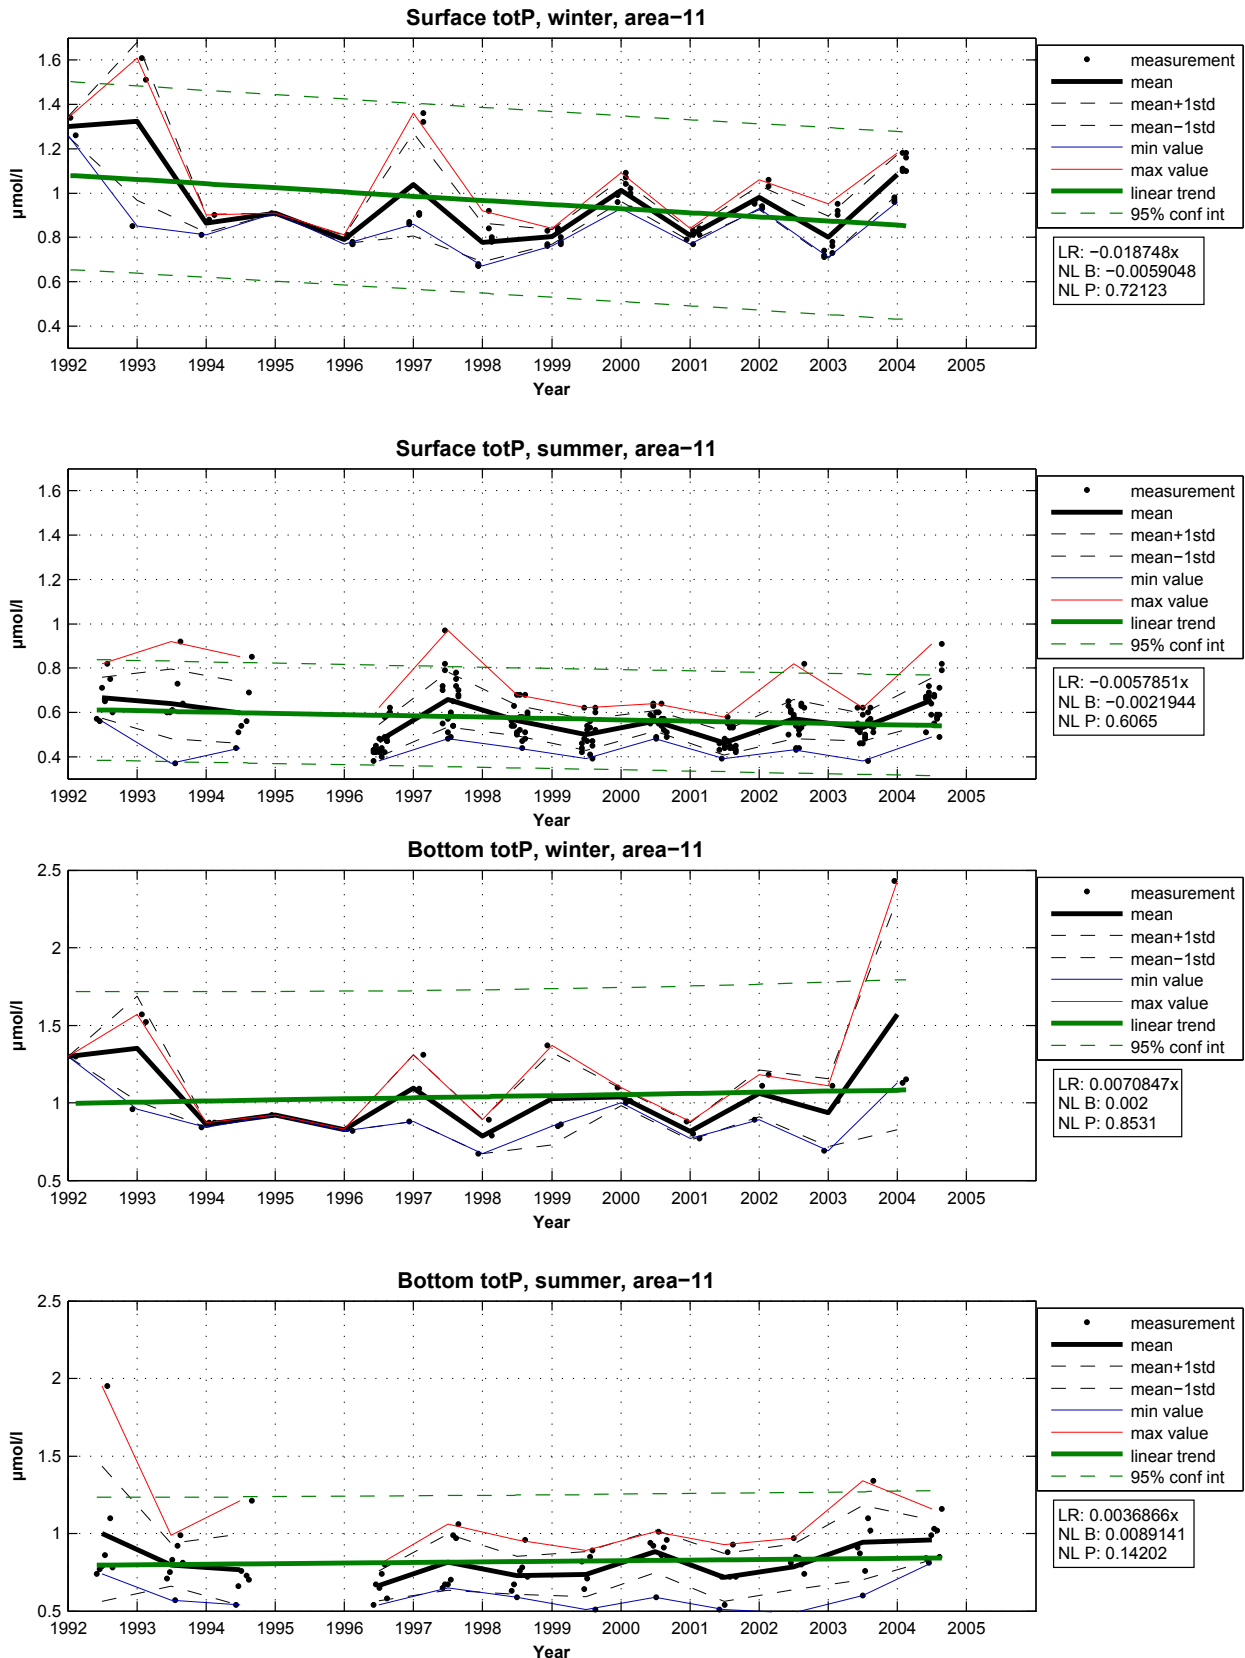 Surface totP, winter, area−11
1.6
1.4
1.2
1
0.8
0.6
0.4
µmol/l
1992 1993 1994 1995 1996 1997 1998 1999 2000 2001 2002 2003 2004 2005
Year
measurement
mean
mean+1std
mean−1std
min value
max value
linear trend
95% conf int
LR: −0.018748x
NL B: −0.0059048
NL P: 0.72123
Surface totP, summer, area−11
1.6
1.4
1.2
1
0.8
0.6
0.4
µmol/l
1992 1993 1994 1995 1996 1997 1998 1999 2000 2001 2002 2003 2004 2005
Year
measurement
mean
mean+1std
mean−1std
min value
max value
linear trend
95% conf int
LR: −0.0057851x
NL B: −0.0021944
NL P: 0.6065
Bottom totP, winter, area−11
2.5
2
1.5
1
0.5
µmol/l
1992 1993 1994 1995 1996 1997 1998 1999 2000 2001 2002 2003 2004 2005
Year
measurement
mean
mean+1std
mean−1std
min value
max value
linear trend
95% conf int
LR: 0.0070847x
NL B: 0.002
NL P: 0.8531
Bottom totP, summer, area−11
2.5
2
1.5
1
0.5
µmol/l
1992 1993 1994 1995 1996 1997 1998 1999 2000 2001 2002 2003 2004 2005
Year
measurement
mean
mean+1std
mean−1std
min value
max value
linear trend
95% conf int
LR: 0.0036866x
NL B: 0.0089141
NL P: 0.14202